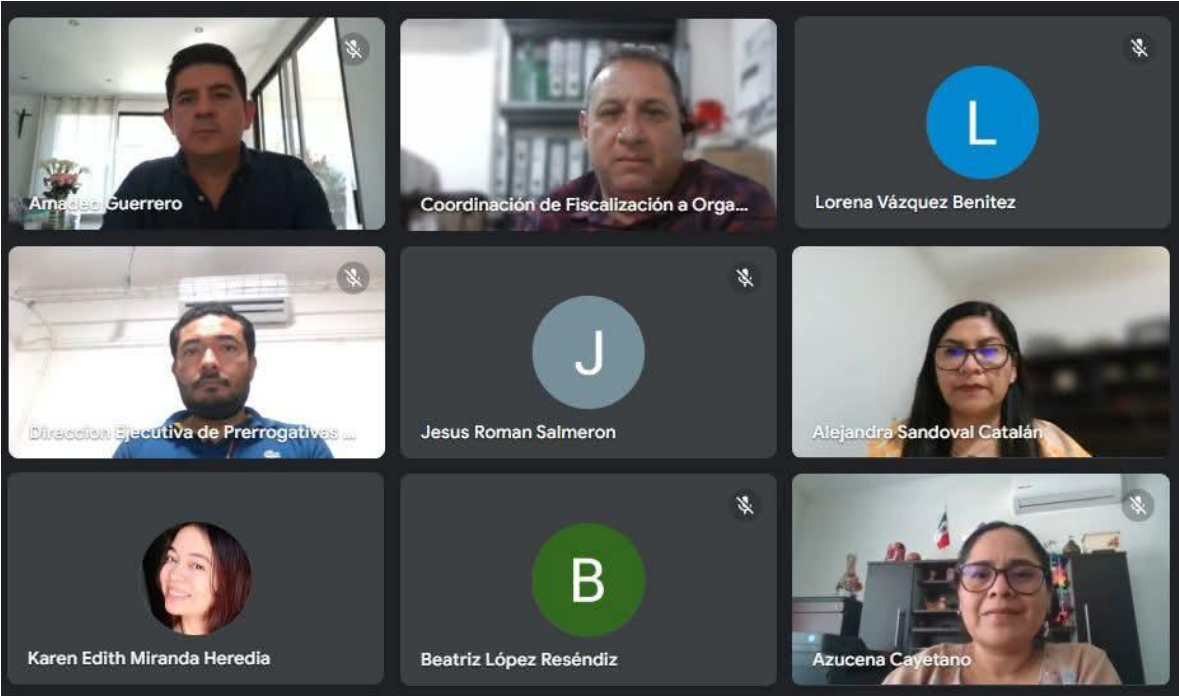 Amadeo Guerrero
Coordinación de Fiscalización a Orga...
L
Lorena Vázquez Benitez
Direccion Ejecutiva de Prerrogativas ...
J
Jesus Roman Salmeron
Alejandra Sandoval Catalán
Karen Edith Miranda Heredia
B
Beatriz López Reséndiz
Azucena Cayetano